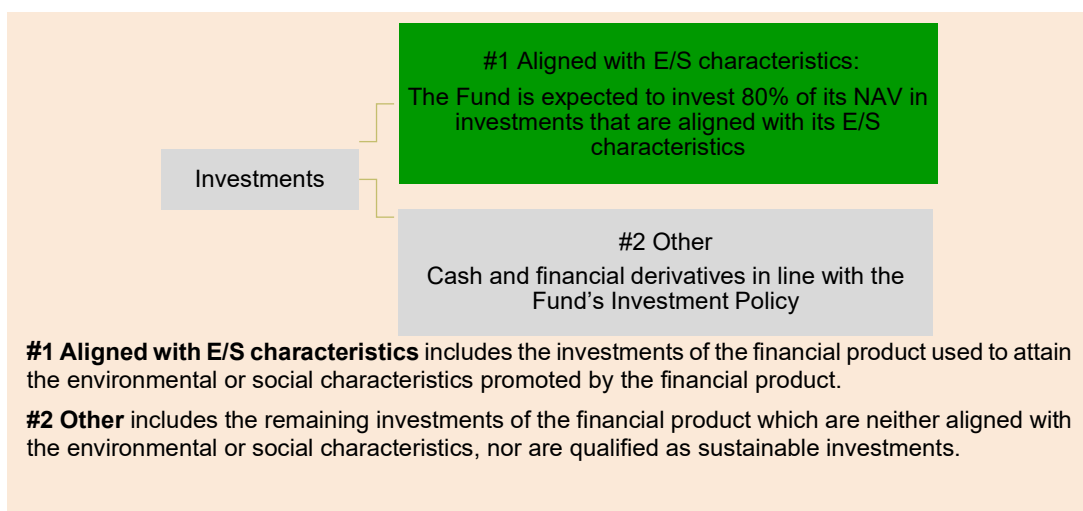 #1 Aligned with E/S characteristics:
The Fund is expected to invest 80% of its NAV in
investments that are aligned with its E/S
characteristics
Investments
#2 Other
Cash and financial derivatives in line with the
Fund's Investment Policy
#1 Aligned with E/S characteristics includes the investments of the financial product used to attain
the environmental or social characteristics promoted by the financial product.
#2 Other includes the remaining investments of the financial product which are neither aligned with
the environmental or social characteristics, nor are qualified as sustainable investments.